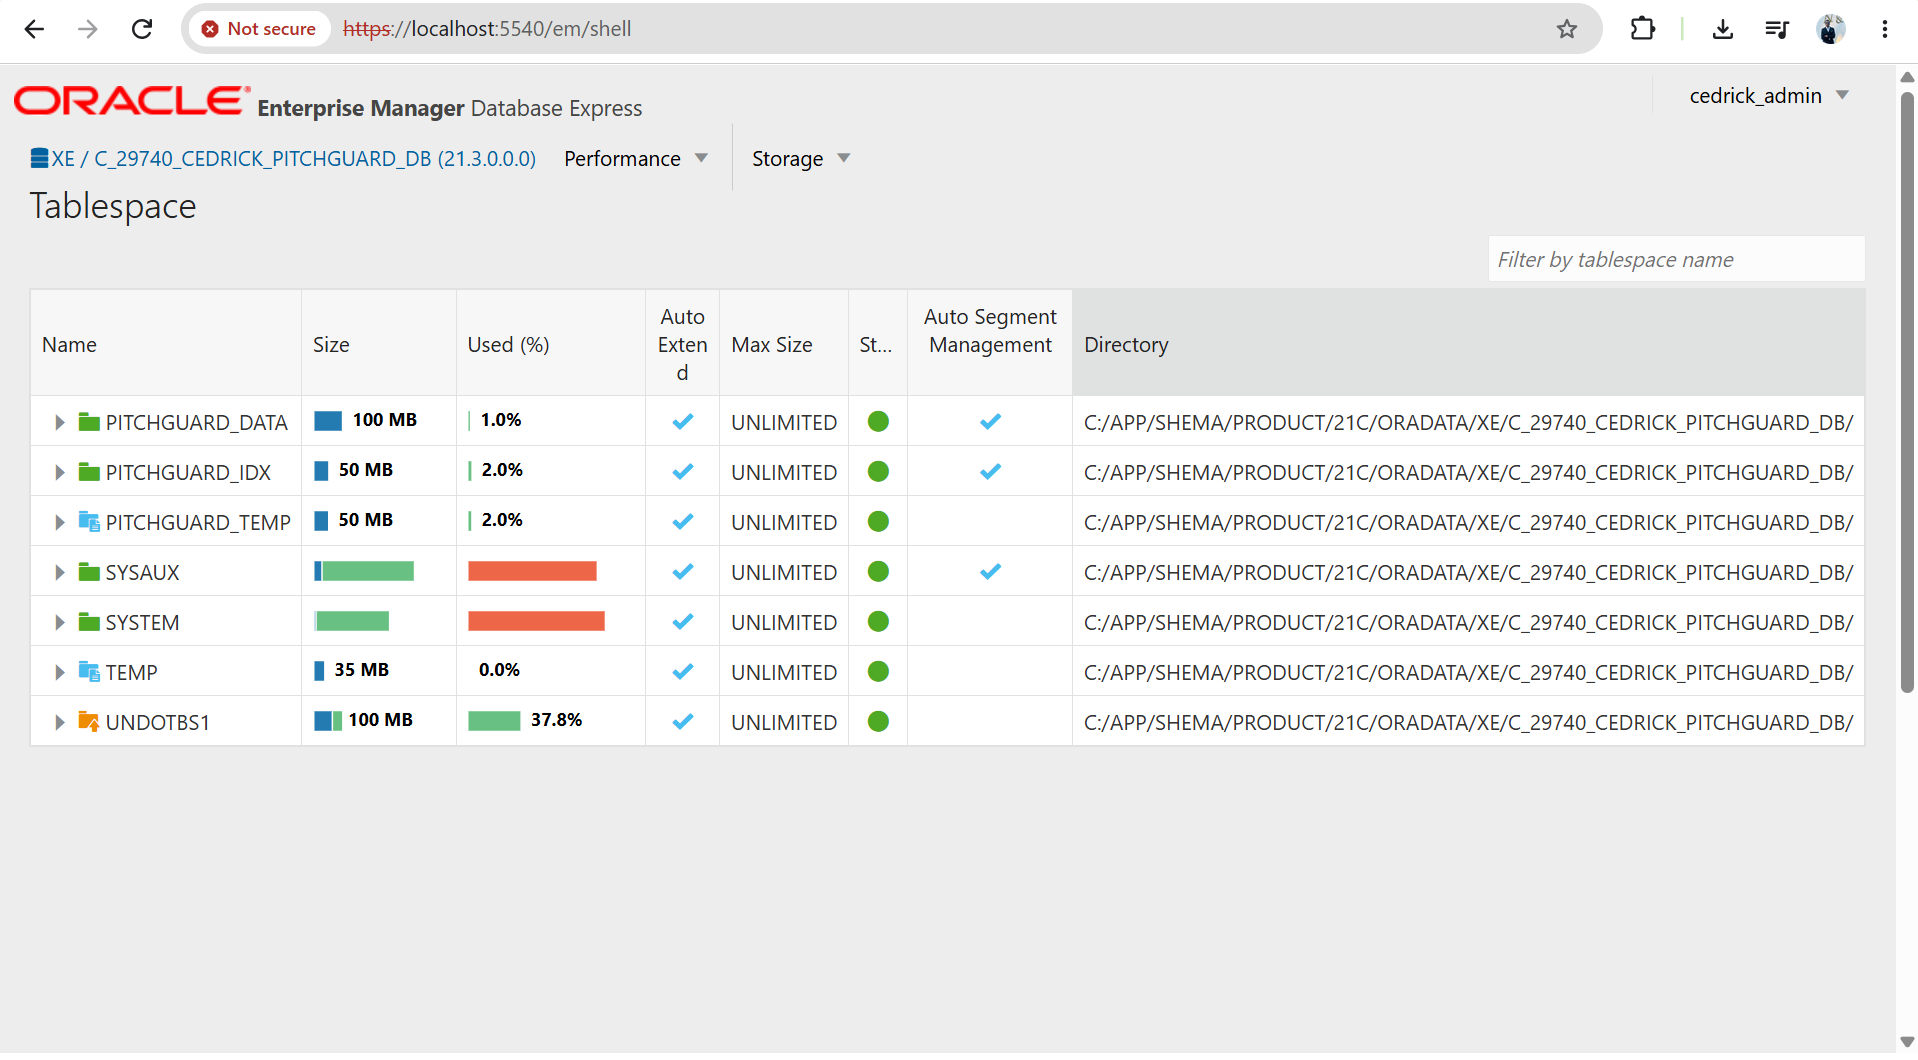 Not secure https://localhost:5540/em/shell
ORACLE® Enterprise Manager Database Express
cedrick_admin
XE / C_29740_CEDRICK_PITCHGUARD_DB (21.3.0.0.0) Performance Storage
Tablespace
Filter by tablespace name
Name Size Used (%) Auto Exten d Max Size St... Auto Segment Management Directory
PITCHGUARD_DATA 100 MB 1.0% UNLIMITED C:/APP/SHEMA/PRODUCT/21C/ORADATA/XE/C_29740_CEDRICK_PITCHGUARD_DB/
PITCHGUARD_IDX 50 MB 2.0% UNLIMITED C:/APP/SHEMA/PRODUCT/21C/ORADATA/XE/C_29740_CEDRICK_PITCHGUARD_DB/
PITCHGUARD_TEMP 50 MB 2.0% UNLIMITED C:/APP/SHEMA/PRODUCT/21C/ORADATA/XE/C_29740_CEDRICK_PITCHGUARD_DB/
SYSAUX UNLIMITED C:/APP/SHEMA/PRODUCT/21C/ORADATA/XE/C_29740_CEDRICK_PITCHGUARD_DB/
SYSTEM UNLIMITED C:/APP/SHEMA/PRODUCT/21C/ORADATA/XE/C_29740_CEDRICK_PITCHGUARD_DB/
TEMP 35 MB 0.0% UNLIMITED C:/APP/SHEMA/PRODUCT/21C/ORADATA/XE/C_29740_CEDRICK_PITCHGUARD_DB/
UNDOTBS1 100 MB 37.8% UNLIMITED C:/APP/SHEMA/PRODUCT/21C/ORADATA/XE/C_29740_CEDRICK_PITCHGUARD_DB/